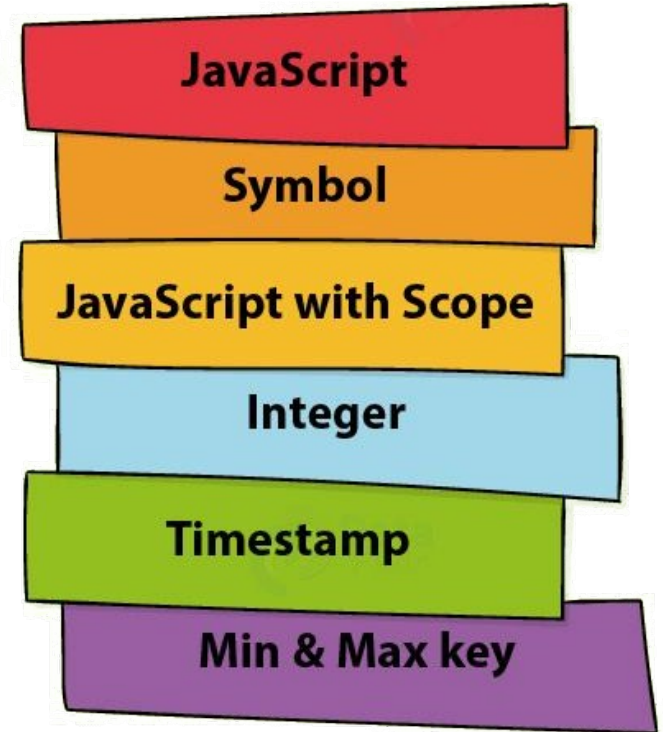 JavaScript
Symbol
JavaScript with Scope
Integer
Timestamp
Min & Max key